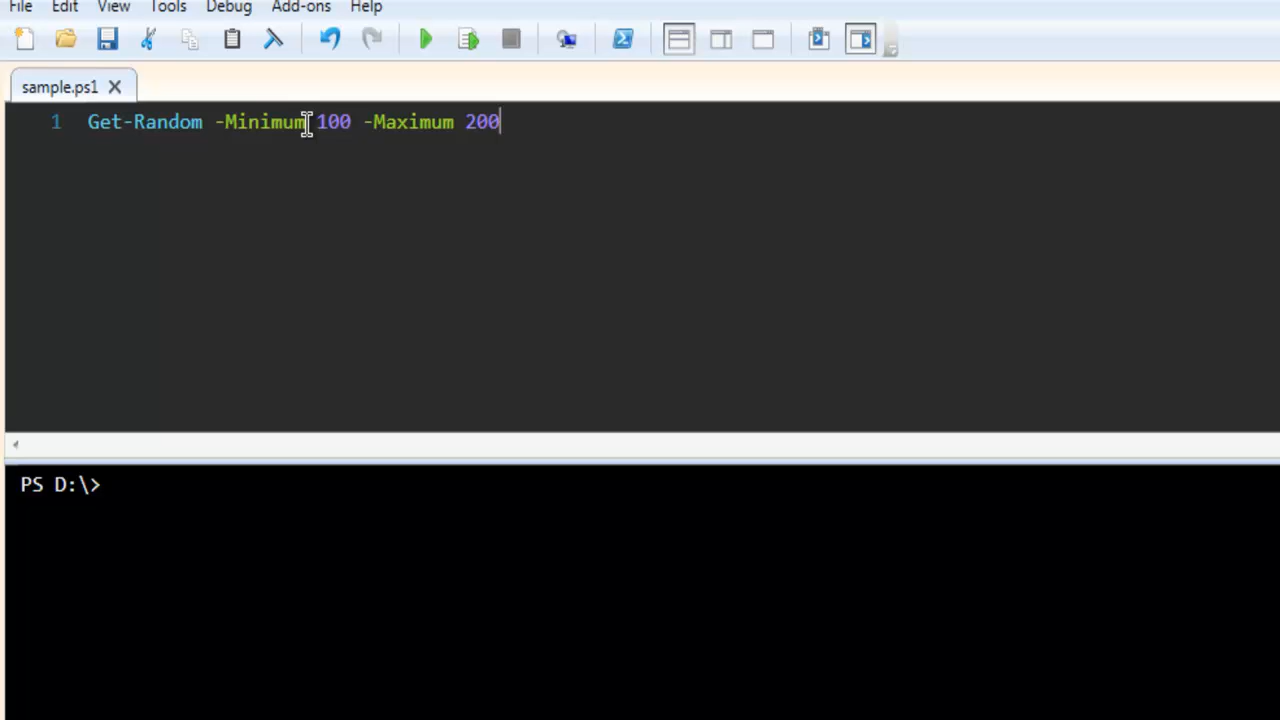 File Edit View Tools Debug Add-ons Help
sample.ps1
1 Get-Random -Minimum 100 -Maximum 200
PS D:\>